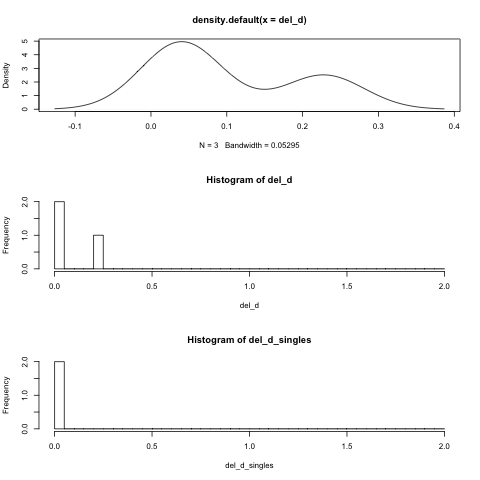 density.default(x = del_d)
Density
0 1 2 3 4 5
-0.1 0.0 0.1 0.2 0.3 0.4
N = 3 Bandwidth = 0.05295
Histogram of del_d
Frequency
0.0 1.0 2.0
0.0 0.5 1.0 1.5 2.0
del_d
Histogram of del_d_singles
Frequency
0.0 1.0 2.0
0.0 0.5 1.0 1.5 2.0
del_d_singles